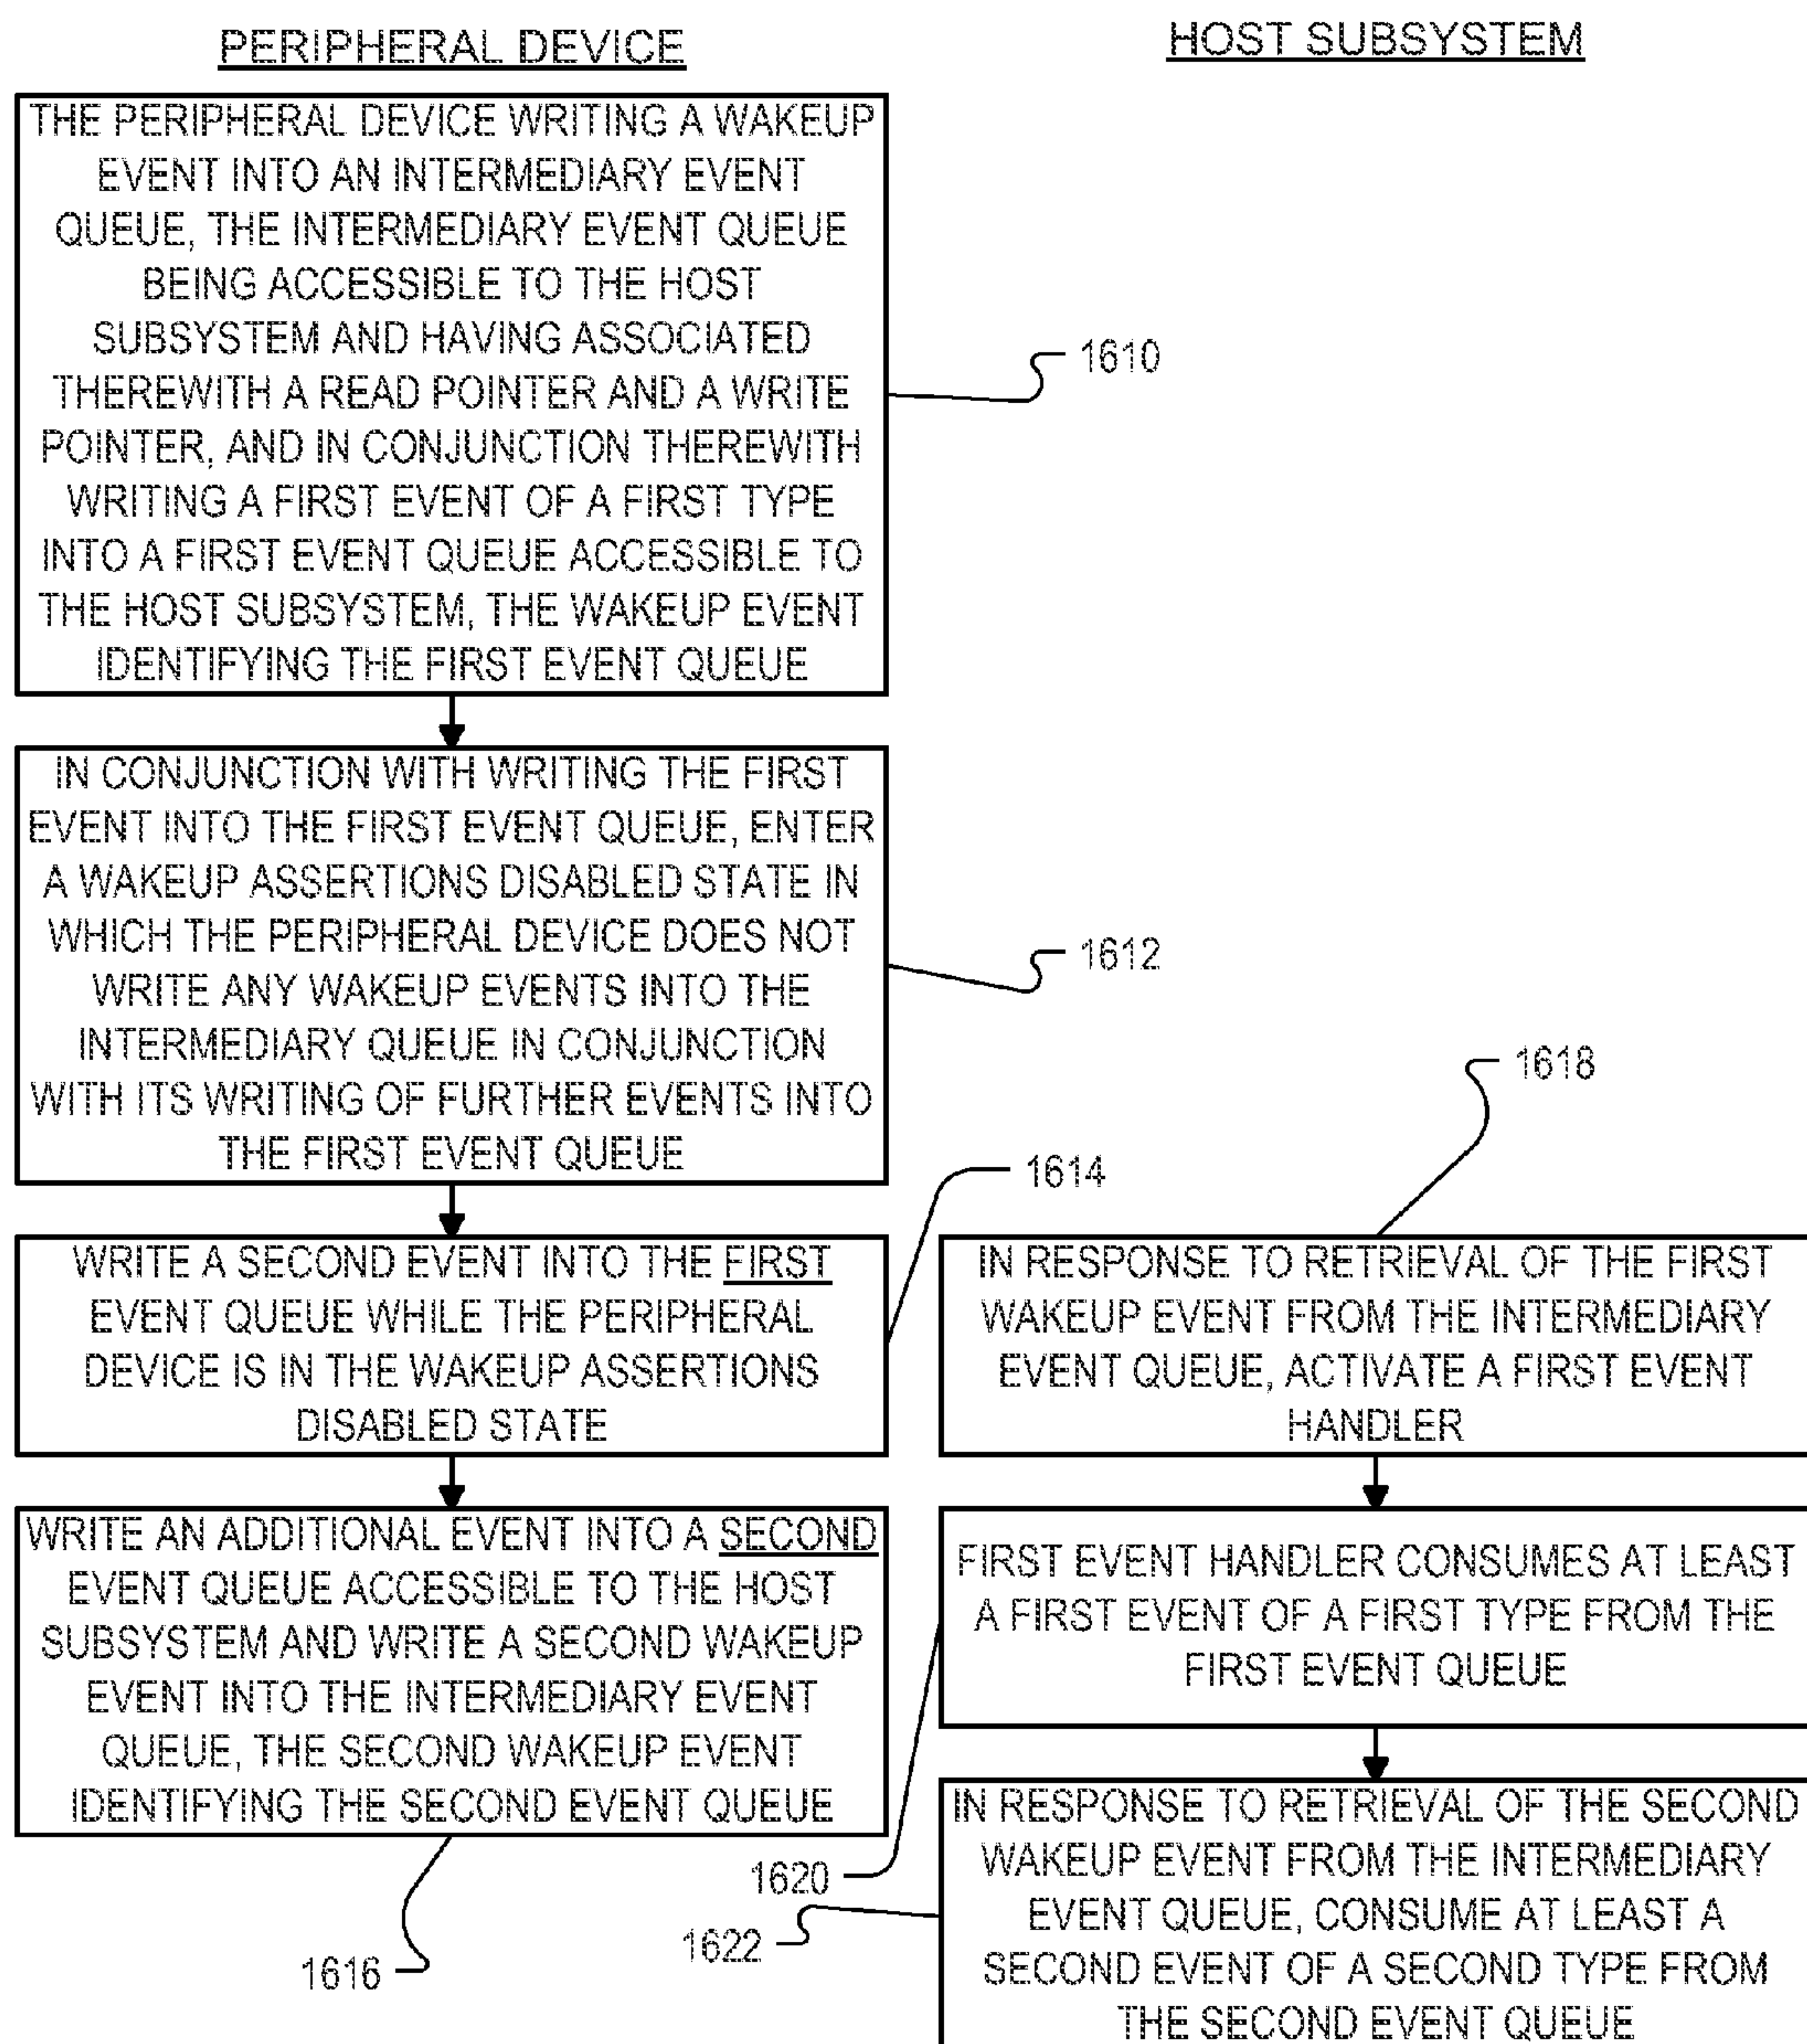 PERIPHERAL DEVICE
THE PERIPHERAL DEVICE WRITING A WAKEUP
EVENT INTO AN INTERMEDIARY EVENT
QUEUE, THE INTERMEDIARY EVENT QUEUE
BEING ACCESSIBLE TO THE HOST
SUBSYSTEM AND HAVING ASSOCIATED
THEREWITH A READ POINTER AND A WRITE
POINTER, AND IN CONJUNCTION THEREWITH
WRITING A FIRST EVENT OF A FIRST TYPE
INTO A FIRST EVENT QUEUE ACCESSIBLE TO
THE HOST SUBSYSTEM, THE WAKEUP EVENT
IDENTIFYING THE FIRST EVENT QUEUE
1610
IN CONJUNCTION WITH WRITING THE FIRST
EVENT INTO THE FIRST EVENT QUEUE, ENTER
A WAKEUP ASSERTIONS DISABLED STATE IN
WHICH THE PERIPHERAL DEVICE DOES NOT
WRITE ANY WAKEUP EVENTS INTO THE
INTERMEDIARY QUEUE IN CONJUNCTION
WITH ITS WRITING OF FURTHER EVENTS INTO
THE FIRST EVENT QUEUE
1612
WRITE A SECOND EVENT INTO THE FIRST
EVENT QUEUE WHILE THE PERIPHERAL
DEVICE IS IN THE WAKEUP ASSERTIONS
DISABLED STATE
1614
WRITE AN ADDITIONAL EVENT INTO A SECOND
EVENT QUEUE ACCESSIBLE TO THE HOST
SUBSYSTEM AND WRITE A SECOND WAKEUP
EVENT INTO THE INTERMEDIARY EVENT
QUEUE, THE SECOND WAKEUP EVENT
IDENTIFYING THE SECOND EVENT QUEUE
1616
HOST SUBSYSTEM
1618
IN RESPONSE TO RETRIEVAL OF THE FIRST
WAKEUP EVENT FROM THE INTERMEDIARY
EVENT QUEUE, ACTIVATE A FIRST EVENT
HANDLER
FIRST EVENT HANDLER CONSUMES AT LEAST
A FIRST EVENT OF A FIRST TYPE FROM THE
FIRST EVENT QUEUE
1620
IN RESPONSE TO RETRIEVAL OF THE SECOND
WAKEUP EVENT FROM THE INTERMEDIARY
EVENT QUEUE, CONSUME AT LEAST A
SECOND EVENT OF A SECOND TYPE FROM
THE SECOND EVENT QUEUE
1622